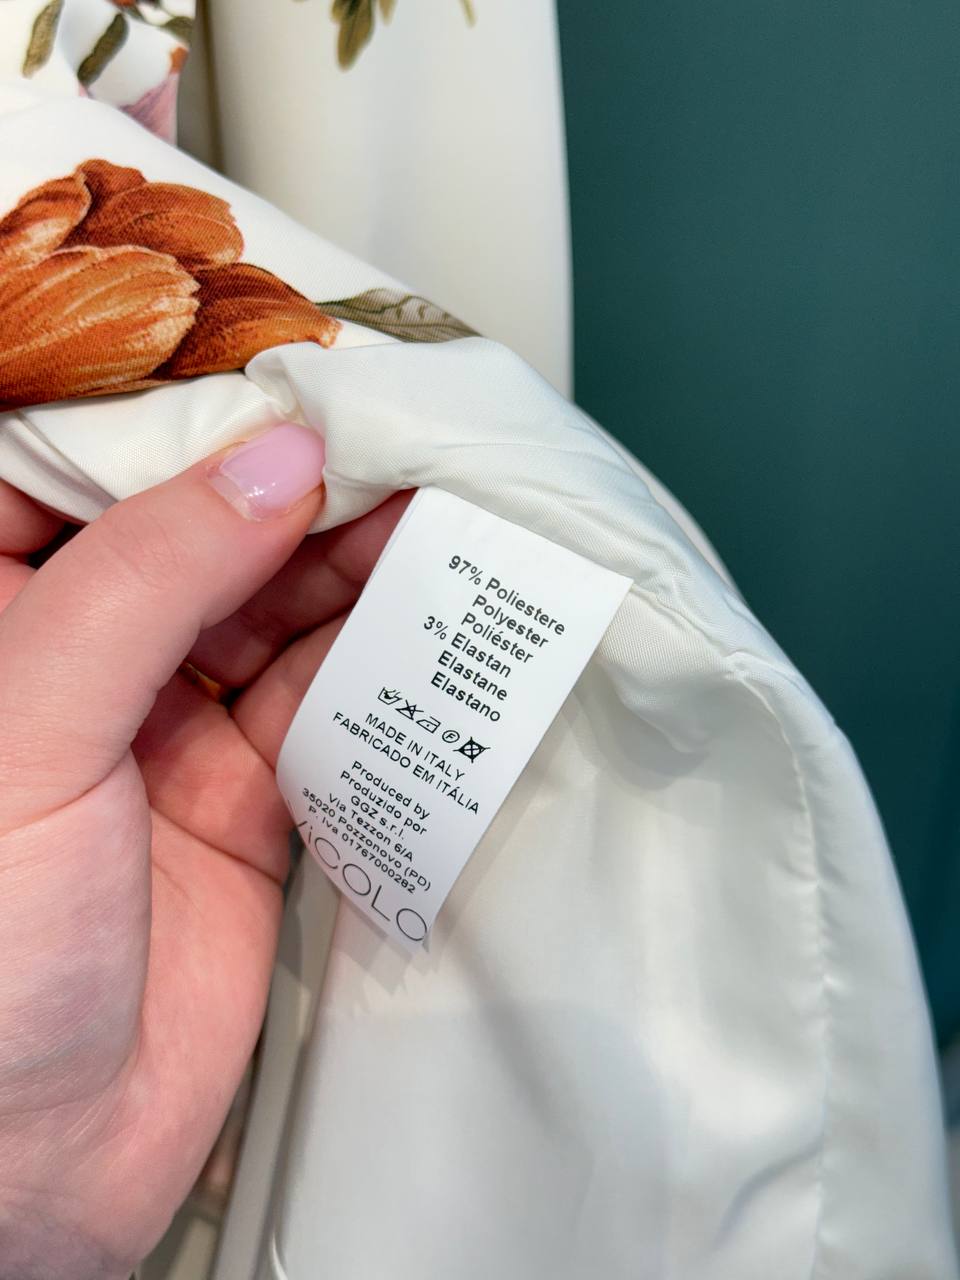 97% Poliestere
Polyester
Poliéster
3% Elastan
Elastane
Elastano
MADE IN ITALY
FABRICADO EM ITÁLIA
Produced by
Produzido por
GGZ s.r.l.
Via Tezzon 6/A
35020 Pozzonovo (PD)
P. Iva 01767000282
ViCOLO